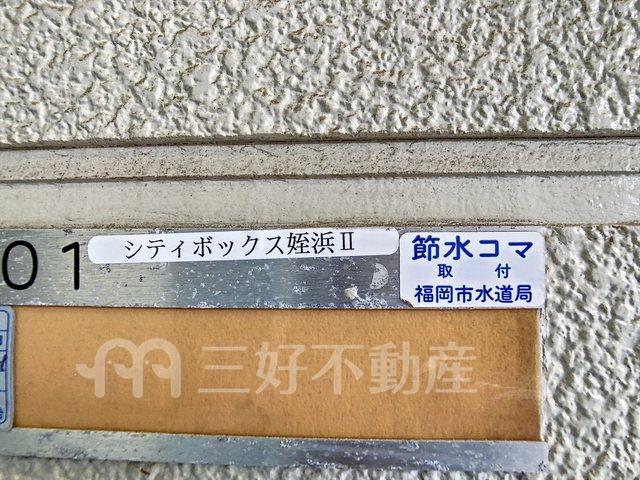 01
シティボックス姪浜Ⅱ
節水コマ
取付
福岡市水道局
三好不動産